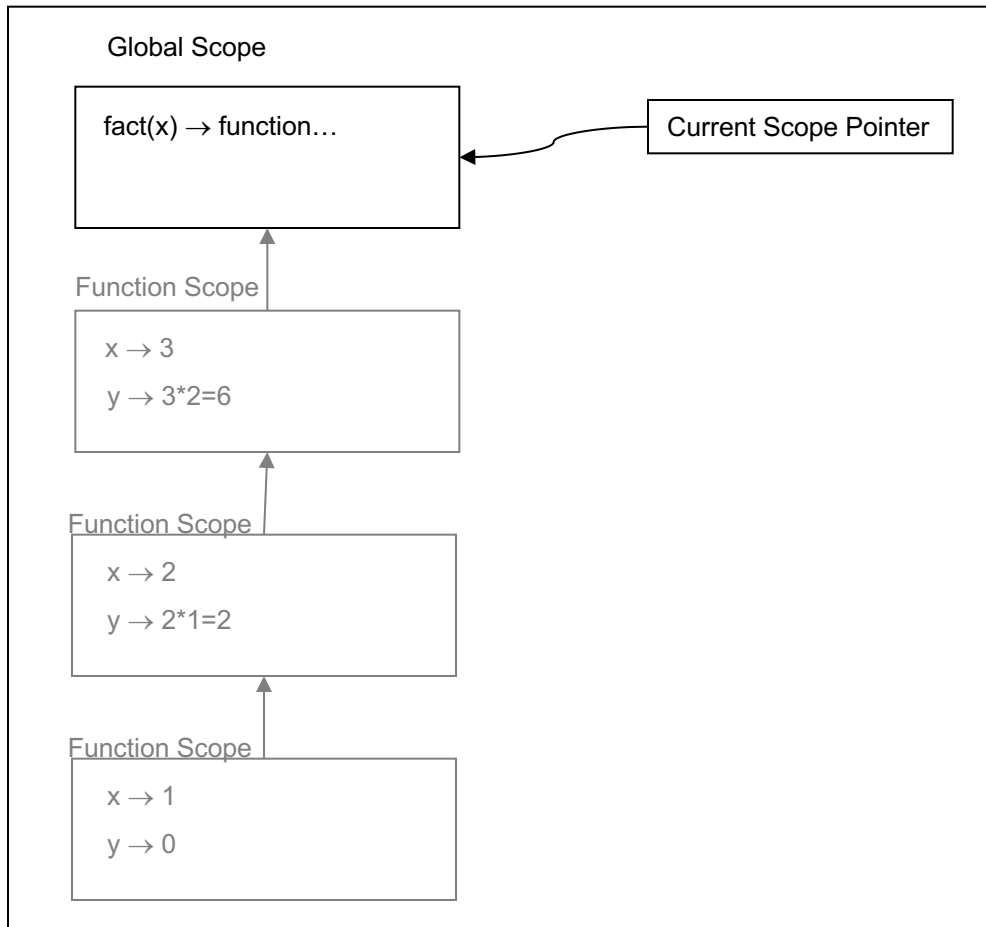 Global Scope
fact(x) → function…
Current Scope Pointer
Function Scope
x → 3
y → 3*2=6
Function Scope
x → 2
y → 2*1=2
Function Scope
x → 1
y → 0